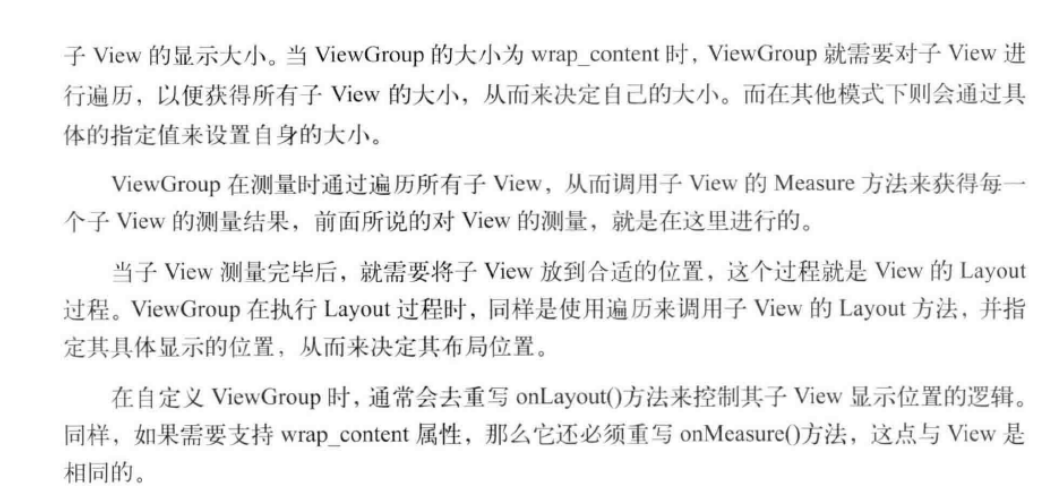 子 View 的显示大小。当 ViewGroup 的大小为 wrap_content 时，ViewGroup 就需要对子 View 进
行遍历，以便获得所有子 View 的大小，从而来决定自己的大小。而在其他模式下则会通过具
体的指定值来设置自身的大小。
ViewGroup 在测量时通过遍历所有子 View，从而调用子 View 的 Measure 方法来获得每一
个子 View 的测量结果，前面所说的对 View 的测量，就是在这里进行的。
当子 View 测量完毕后，就需要将子 View 放到合适的位置，这个过程就是 View 的 Layout
过程。ViewGroup 在执行 Layout 过程时，同样是使用遍历来调用子 View 的 Layout 方法，并指
定其具体显示的位置，从而来决定其布局位置。
在自定义 ViewGroup 时，通常会去重写 onLayout()方法来控制其子 View 显示位置的逻辑。
同样，如果需要支持 wrap_content 属性，那么它还必须重写 onMeasure()方法，这点与 View 是
相同的。